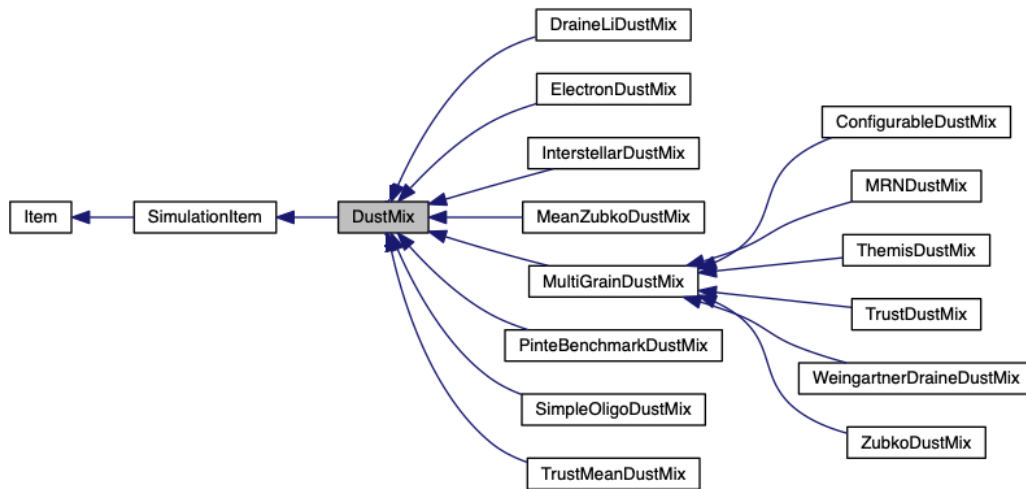 DraineLiDustMix
ElectronDustMix
InterstellarDustMix
Item
SimulationItem
DustMix
MeanZubkoDustMix
MultiGrainDustMix
PinteBenchmarkDustMix
SimpleOligoDustMix
TrustMeanDustMix
ConfigurableDustMix
MRNDustMix
ThemisDustMix
TrustDustMix
WeingartnerDraineDustMix
ZubkoDustMix